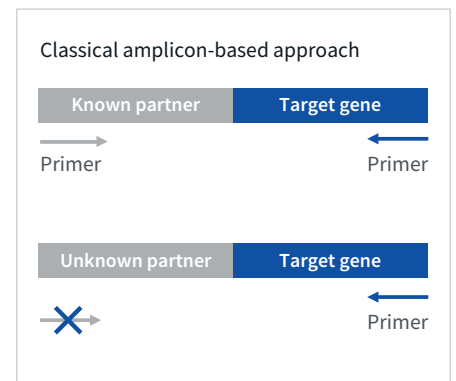 Classical amplicon-based approach
Known partner Target gene
Primer Primer
Unknown partner Target gene
Primer